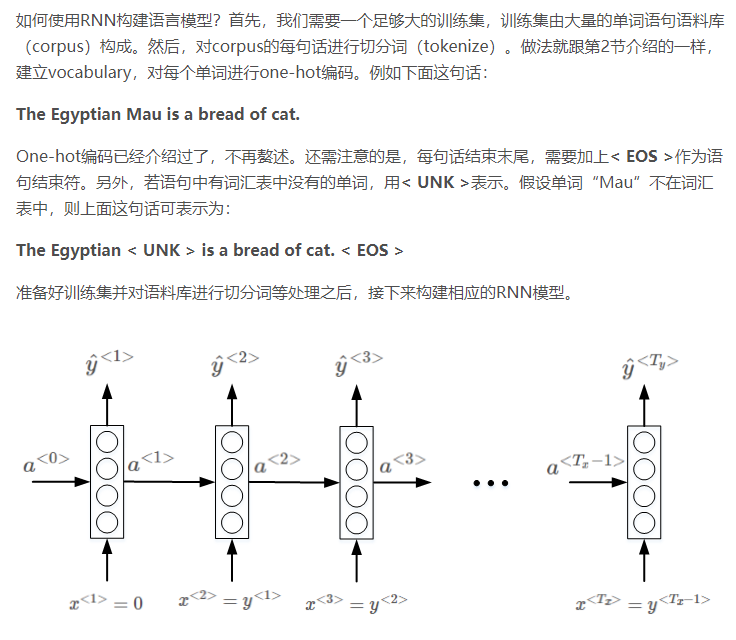 如何使用RNN构建语言模型？首先，我们需要一个足够大的训练集，训练集由大量的单词语句语料库
（corpus）构成。然后，对corpus的每句话进行切分词（tokenize）。做法就跟第2节介绍的一样，
建立vocabulary，对每个单词进行one-hot编码。例如下面这句话：
The Egyptian Mau is a bread of cat.
One-hot编码已经介绍过了，不再赘述。还需注意的是，每句话结束末尾，需要加上< EOS >作为语
句结束符。另外，若语句中有词汇表中没有的单词，用< UNK >表示。假设单词“Mau”不在词汇
表中，则上面这句话可表示为：
The Egyptian < UNK > is a bread of cat. < EOS >
准备好训练集并对语料库进行切分词等处理之后，接下来构建相应的RNN模型。
ŷ^<1> ŷ^<2> ŷ^<3> ŷ^<T_y>
a^<0> a^<1> a^<2> a^<3> ... a^<T_x−1>
x^<1> = 0 x^<2> = y^<1> x^<3> = y^<2> x^<T_x> = y^<T_x−1>